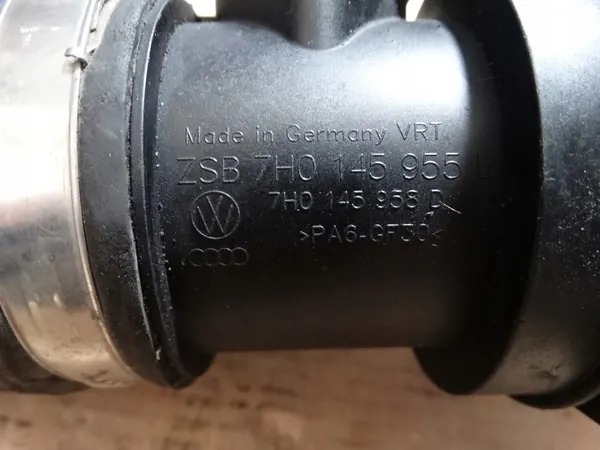 Made in Germany VRT
ZSB 7H0 145 955 L
7H0 145 958 D
>PA6-GF30<